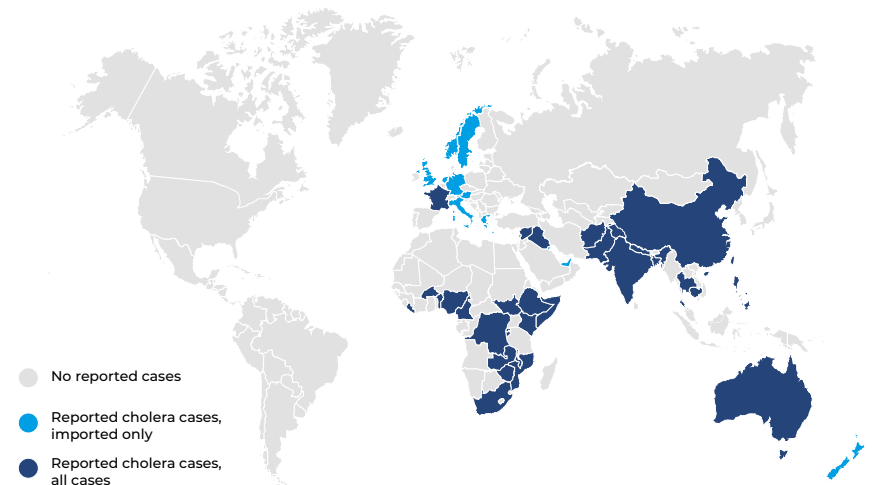 No reported cases
Reported cholera cases,
imported only
Reported cholera cases,
all cases